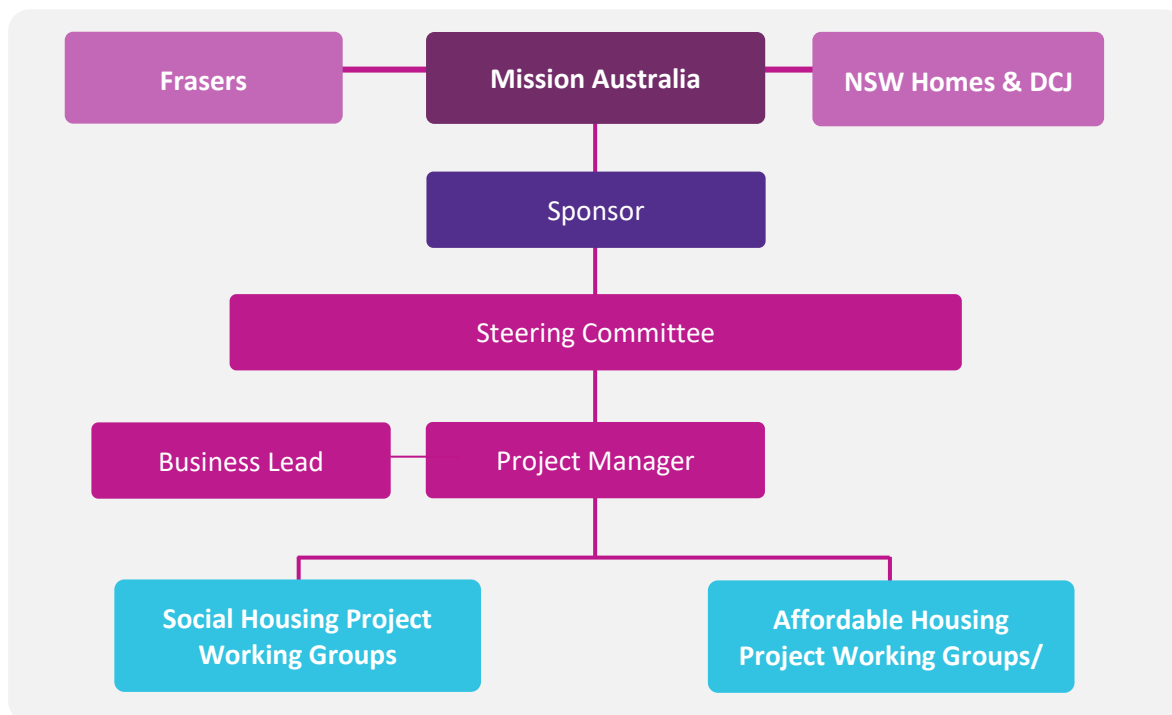 Frasers
Mission Australia
NSW Homes & DCJ
Sponsor
Steering Committee
Business Lead
Project Manager
Social Housing Project
Working Groups
Affordable Housing
Project Working Groups/